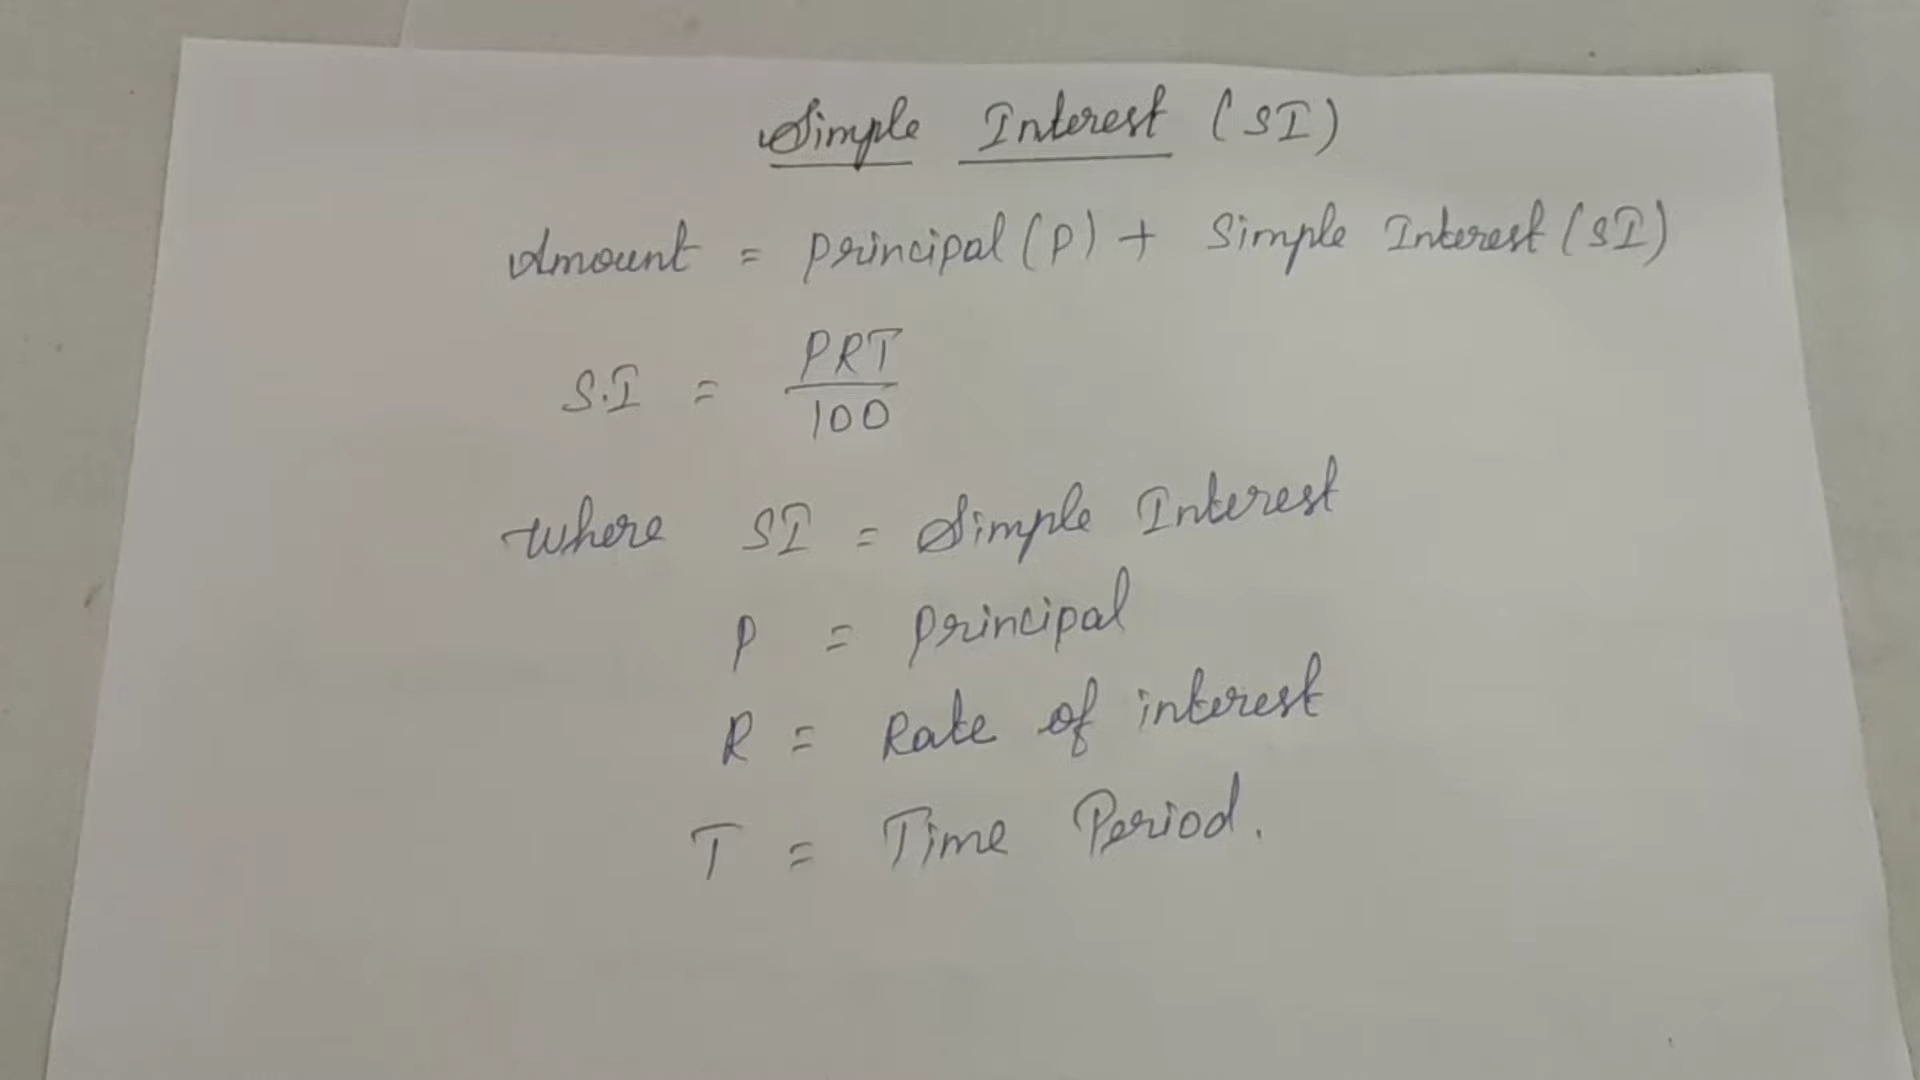 Simple Interest (SI)
Amount = Principal (P) + Simple Interest (SI)
S.I = PRT
100
where SI = Simple Interest
P = Principal
R = Rate of interest
T = Time Period.